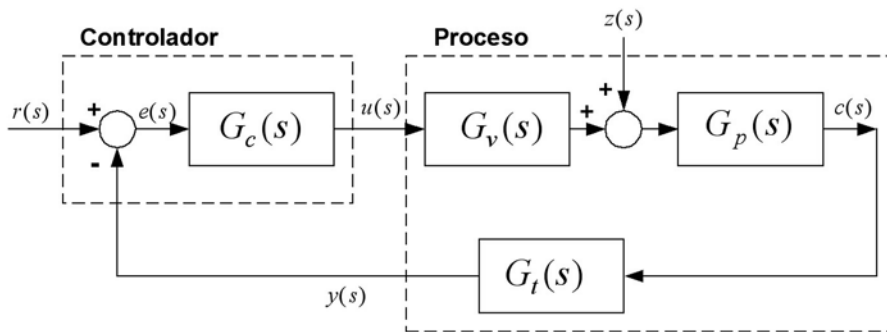 Controlador
Proceso
z(s)
r(s)
+
e(s)
G_c(s)
u(s)
G_v(s)
+
+
G_p(s)
c(s)
-
y(s)
G_t(s)